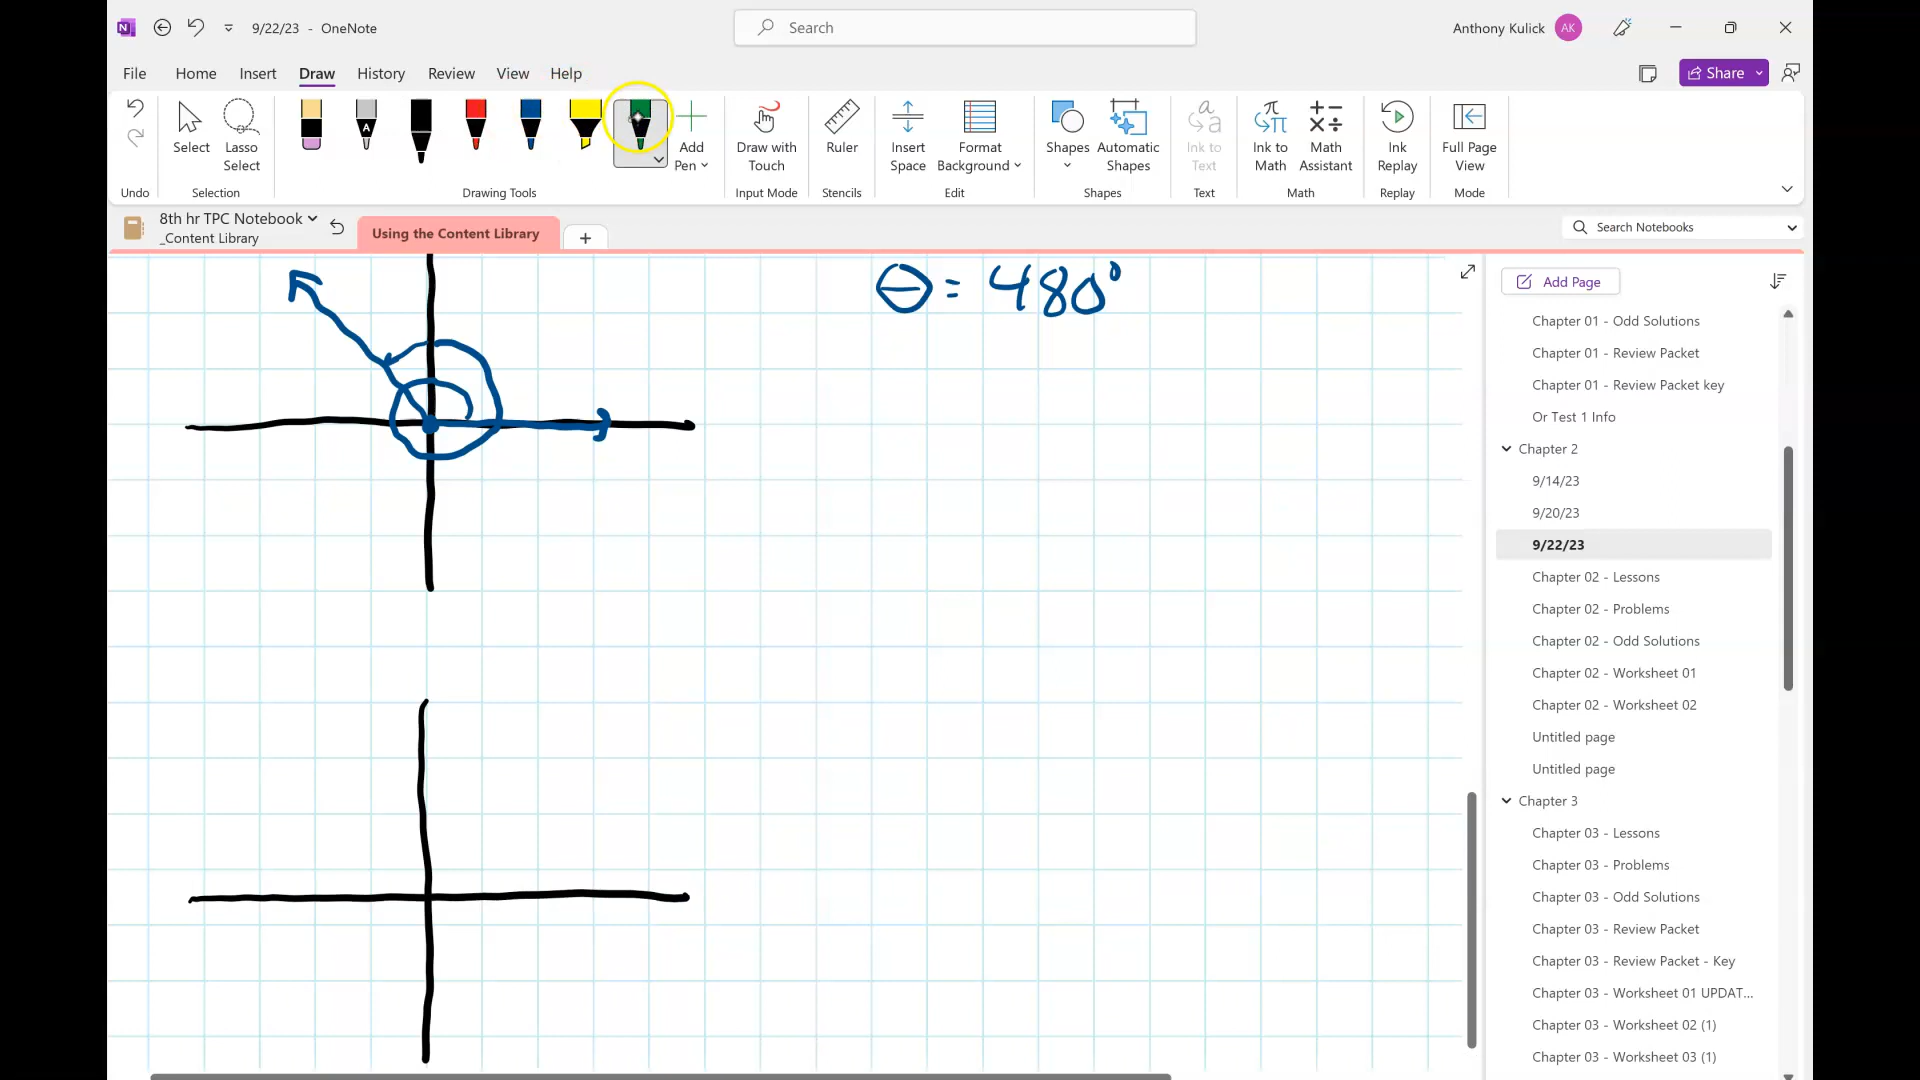 9/22/23 - OneNote
Search
Anthony Kulick AK
File Home Insert Draw History Review View Help
Share
Select
Lasso Select
A
Add Pen
Draw with Touch
Ruler
Insert Space
Format Background
Shapes
Automatic Shapes
a
a
Ink to Text
Ink to Math
Math Assistant
Ink Replay
Full Page View
Undo Selection Drawing Tools Input Mode Stencils Edit Shapes Text Math Replay Mode
8th hr TPC Notebook
_Content Library
Using the Content Library
Search Notebooks
θ = 480°
Add Page
Chapter 01 - Odd Solutions
Chapter 01 - Review Packet
Chapter 01 - Review Packet key
Or Test 1 Info
Chapter 2
9/14/23
9/20/23
9/22/23
Chapter 02 - Lessons
Chapter 02 - Problems
Chapter 02 - Odd Solutions
Chapter 02 - Worksheet 01
Chapter 02 - Worksheet 02
Untitled page
Untitled page
Chapter 3
Chapter 03 - Lessons
Chapter 03 - Problems
Chapter 03 - Odd Solutions
Chapter 03 - Review Packet
Chapter 03 - Review Packet - Key
Chapter 03 - Worksheet 01 UPDAT...
Chapter 03 - Worksheet 02 (1)
Chapter 03 - Worksheet 03 (1)